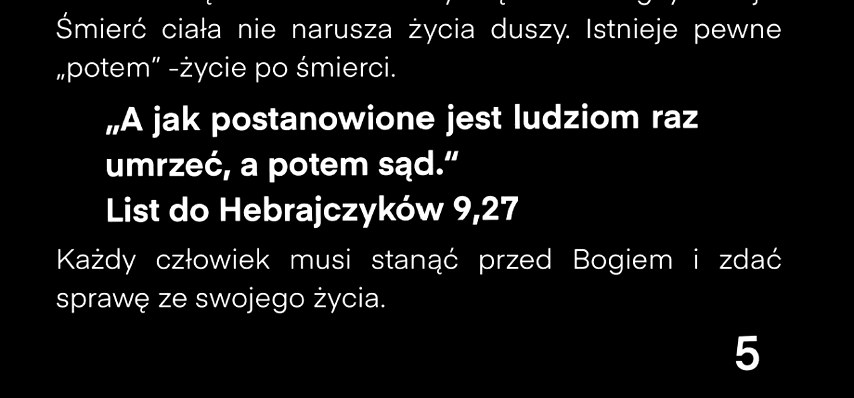 Śmierć ciała nie narusza życia duszy. Istnieje pewne
„potem” -życie po śmierci.
„A jak postanowione jest ludziom raz
umrzeć, a potem sąd.“
List do Hebrajczyków 9,27
Każdy człowiek musi stanąć przed Bogiem i zdać
sprawę ze swojego życia.
5